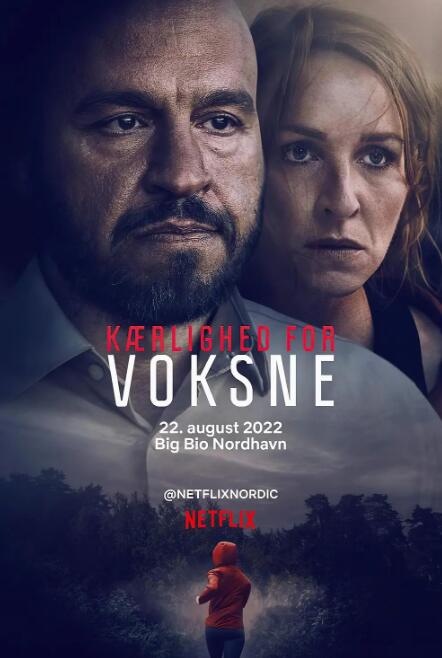 KÆRLIGHED FOR
VOKSNE
22. august 2022
Big Bio Nordhavn
@NETFLIXNORDIC
NETFLIX